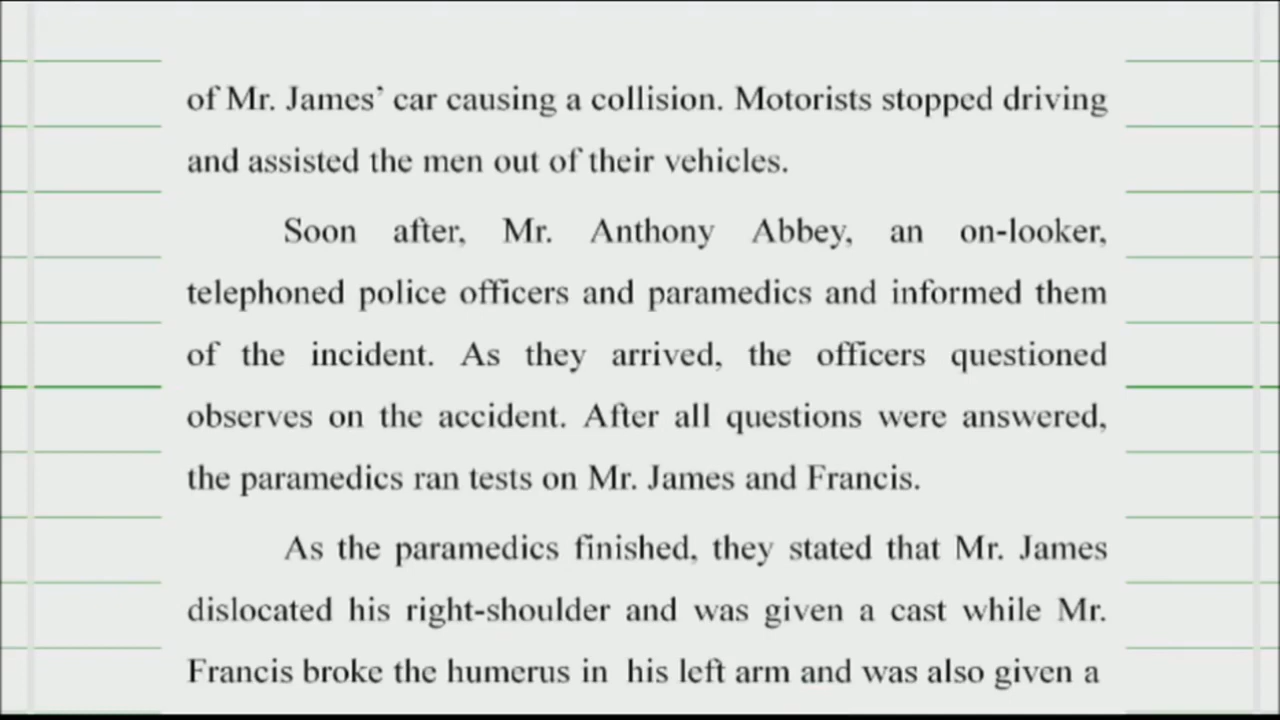 of Mr. James’ car causing a collision. Motorists stopped driving
and assisted the men out of their vehicles.
Soon after, Mr. Anthony Abbey, an on-looker,
telephoned police officers and paramedics and informed them
of the incident. As they arrived, the officers questioned
observes on the accident. After all questions were answered,
the paramedics ran tests on Mr. James and Francis.
As the paramedics finished, they stated that Mr. James
dislocated his right-shoulder and was given a cast while Mr.
Francis broke the humerus in his left arm and was also given a